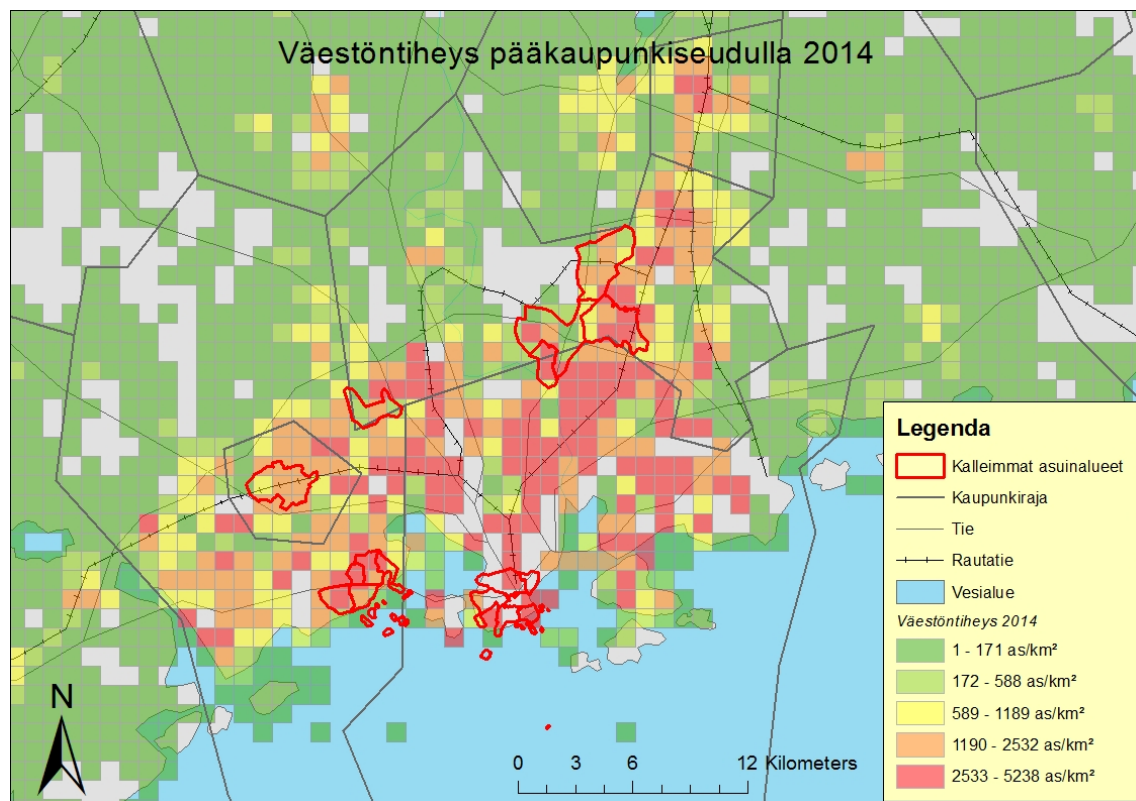 Väestöntiheys pääkaupunkiseudulla 2014
Legenda
Kalleimmat asuinalueet
Kaupunkiraja
Tie
Rautatie
Vesialue
Väestöntiheys 2014
1 - 171 as/km²
172 - 588 as/km²
589 - 1189 as/km²
1190 - 2532 as/km²
2533 - 5238 as/km²
N
0 3 6 12 Kilometers